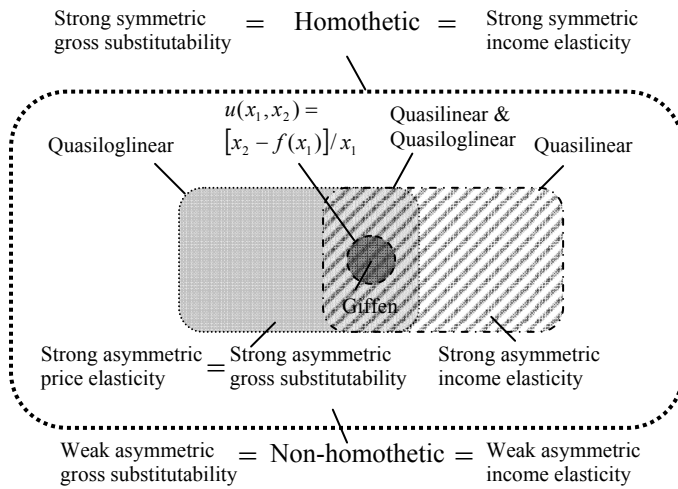 Strong symmetric gross substitutability = Homothetic = Strong symmetric income elasticity
u(x₁, x₂) =
[x₂ − f(x₁)]/x₁
Quasilinear &
Quasiloglinear
Quasiloglinear
Quasilinear
Giffen
Strong asymmetric
price elasticity
=
Strong asymmetric
gross substitutability
Strong asymmetric
income elasticity
Weak asymmetric
gross substitutability
= Non-homothetic =
Weak asymmetric
income elasticity